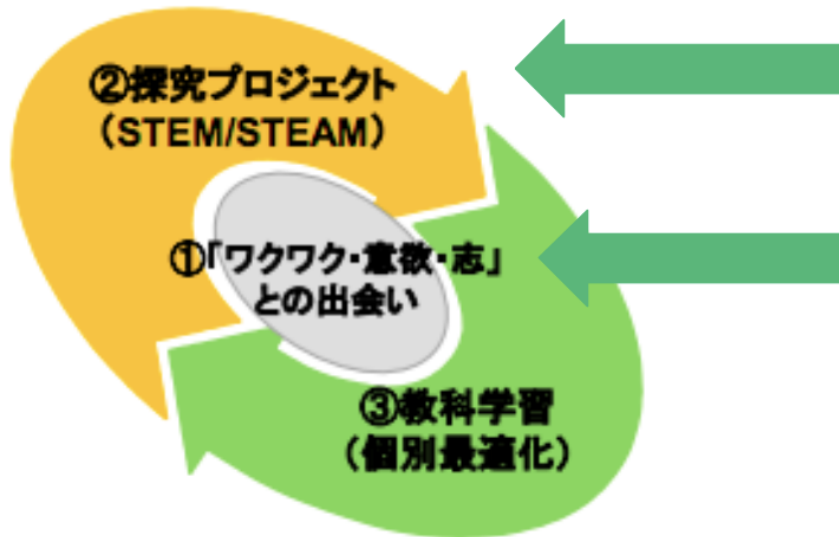 ②探究プロジェクト
（STEM/STEAM）
①「ワクワク・意欲・志」
との出会い
③教科学習
（個別最適化）